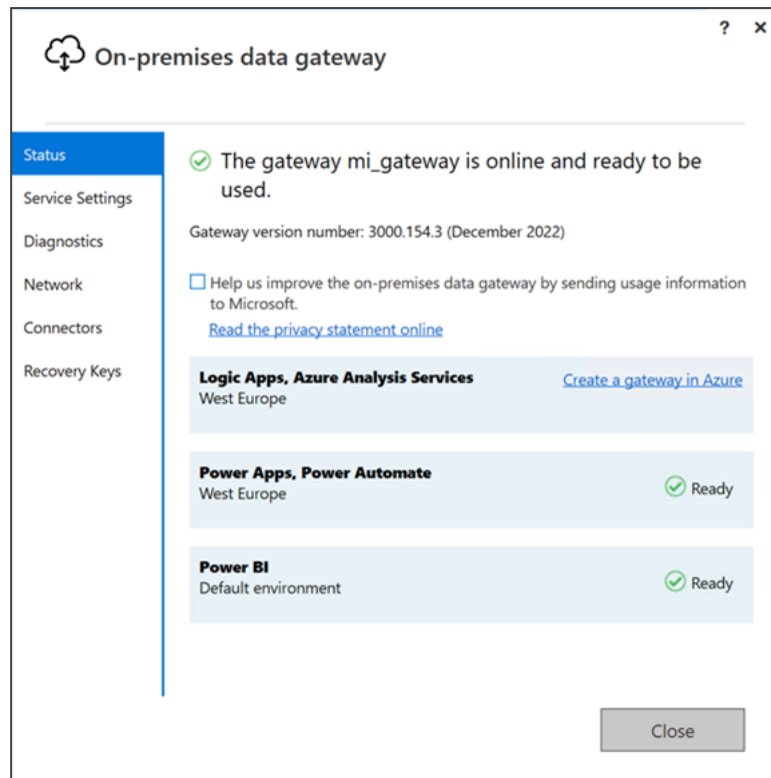 ? ×
On-premises data gateway
Status
Service Settings
Diagnostics
Network
Connectors
Recovery Keys
The gateway mi_gateway is online and ready to be
used.
Gateway version number: 3000.154.3 (December 2022)
Help us improve the on-premises data gateway by sending usage information
to Microsoft.
Read the privacy statement online
Logic Apps, Azure Analysis Services
Create a gateway in Azure
West Europe
Power Apps, Power Automate
West Europe
Ready
Power BI
Default environment
Ready
Close